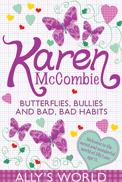 Karen
McCombie
BUTTERFLIES, BULLIES
AND BAD, BAD HABITS
ALLY'S WORLD